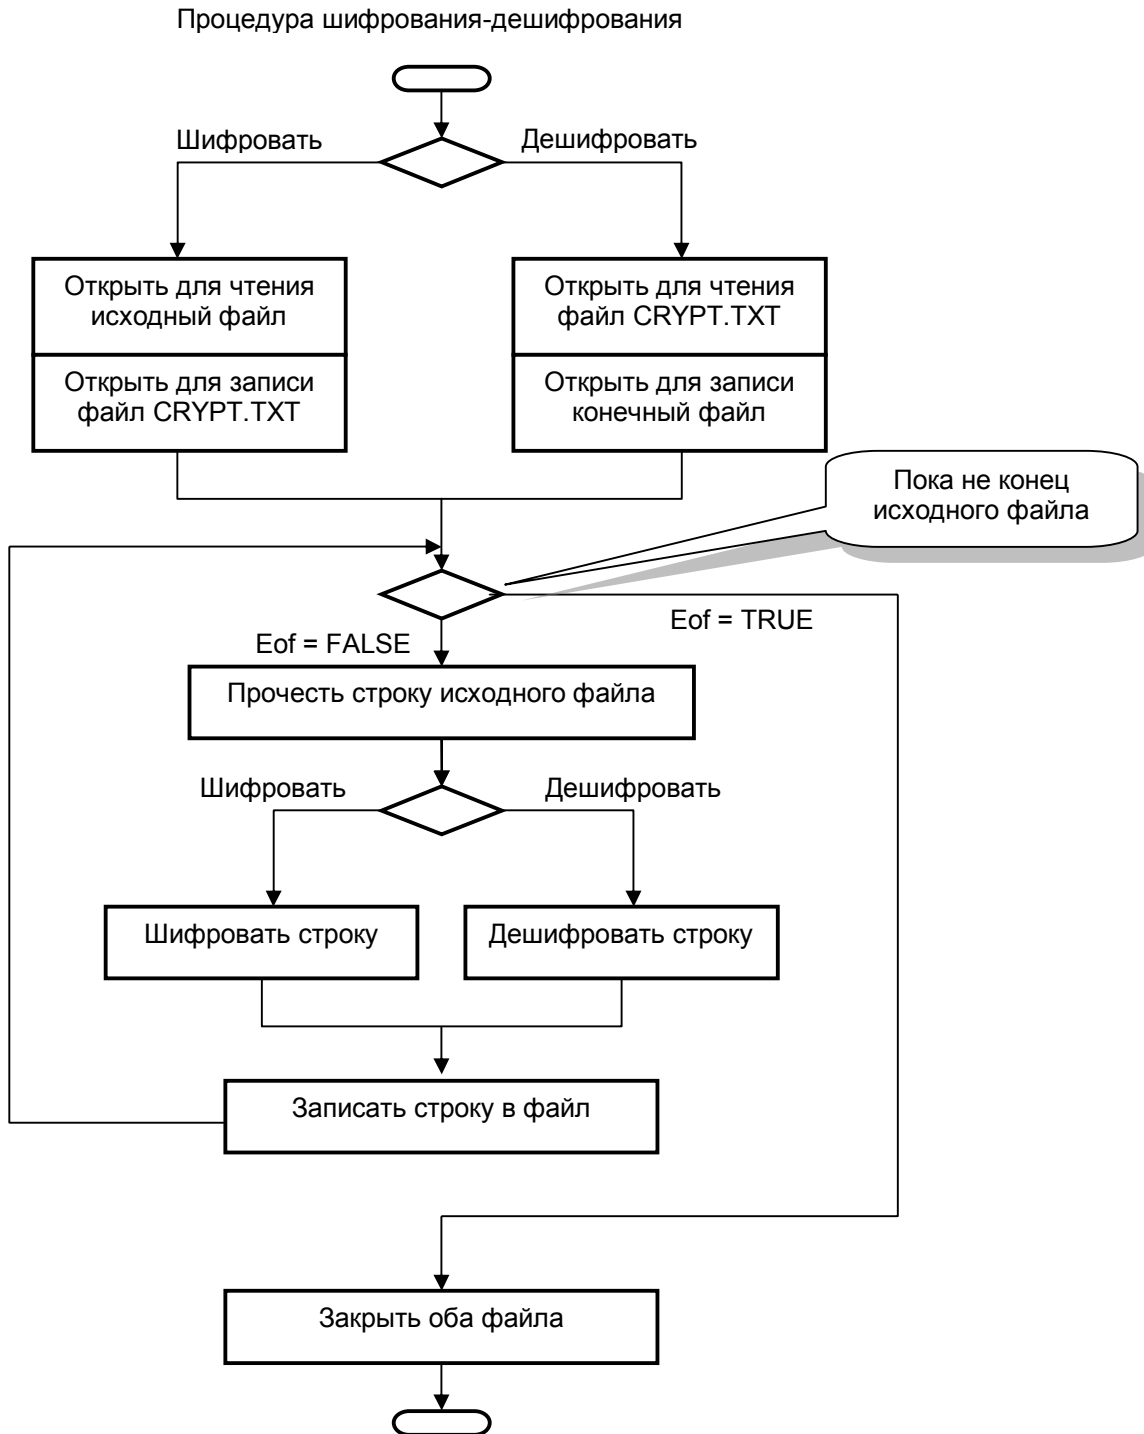 Процедура шифрования-дешифрования
Шифровать
Дешифровать
Открыть для чтения
исходный файл
Открыть для записи
файл CRYPT.TXT
Открыть для чтения
файл CRYPT.TXT
Открыть для записи
конечный файл
Пока не конец
исходного файла
Eof = TRUE
Eof = FALSE
Прочесть строку исходного файла
Шифровать
Дешифровать
Шифровать строку
Дешифровать строку
Записать строку в файл
Закрыть оба файла